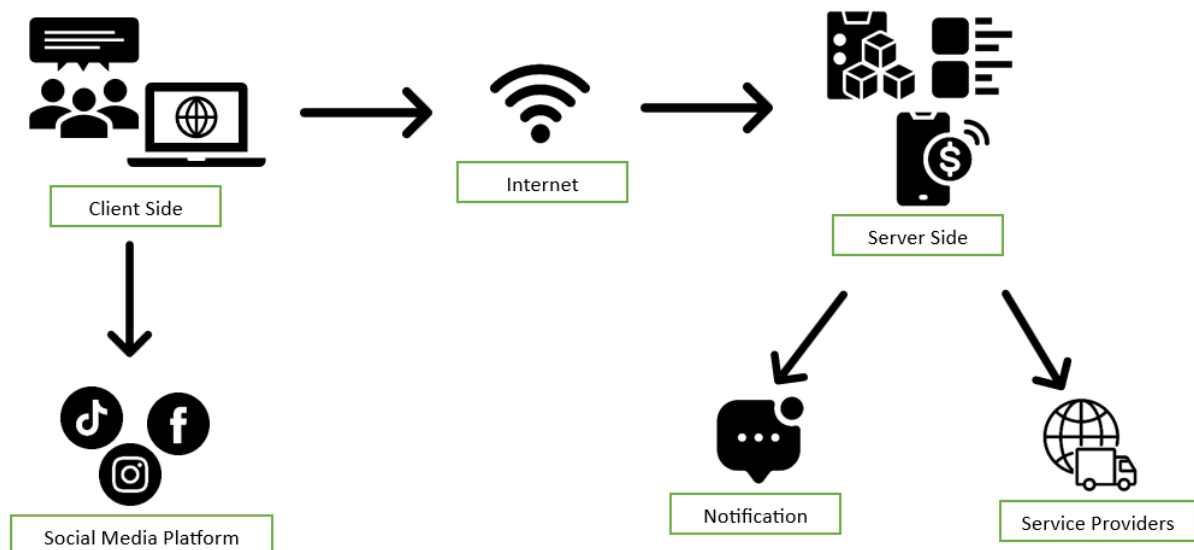 Internet
Client Side
Server Side
$
Notification
Service Providers
Social Media Platform